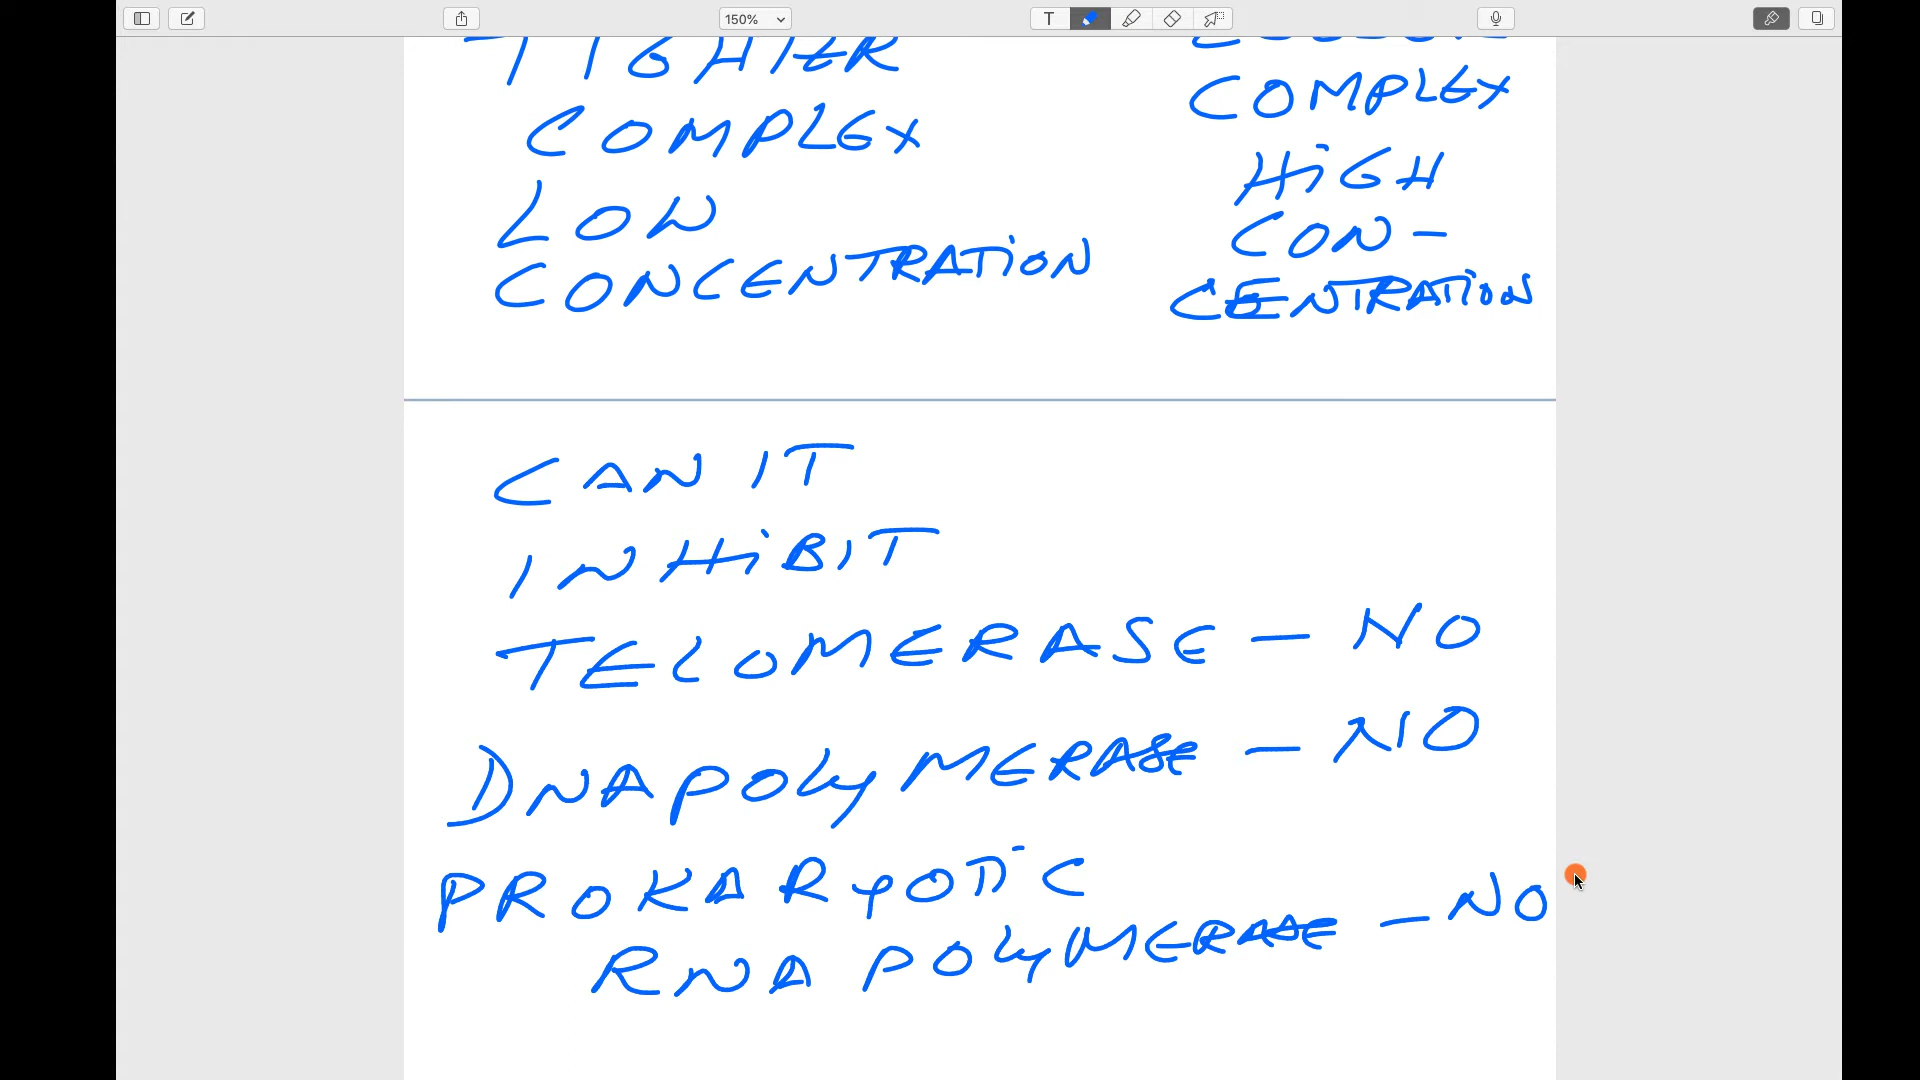 150%
T
TIGHTER
COMPLEX
LOW
CONCENTRATION
COMPLEX
HiGH
CON-
CENTRATION
CAN IT
INHiBIT
TELOMERASE - NO
DNA POLyMERASE - NO
PROKARyOTiC
RNA POLyMERASE - NO